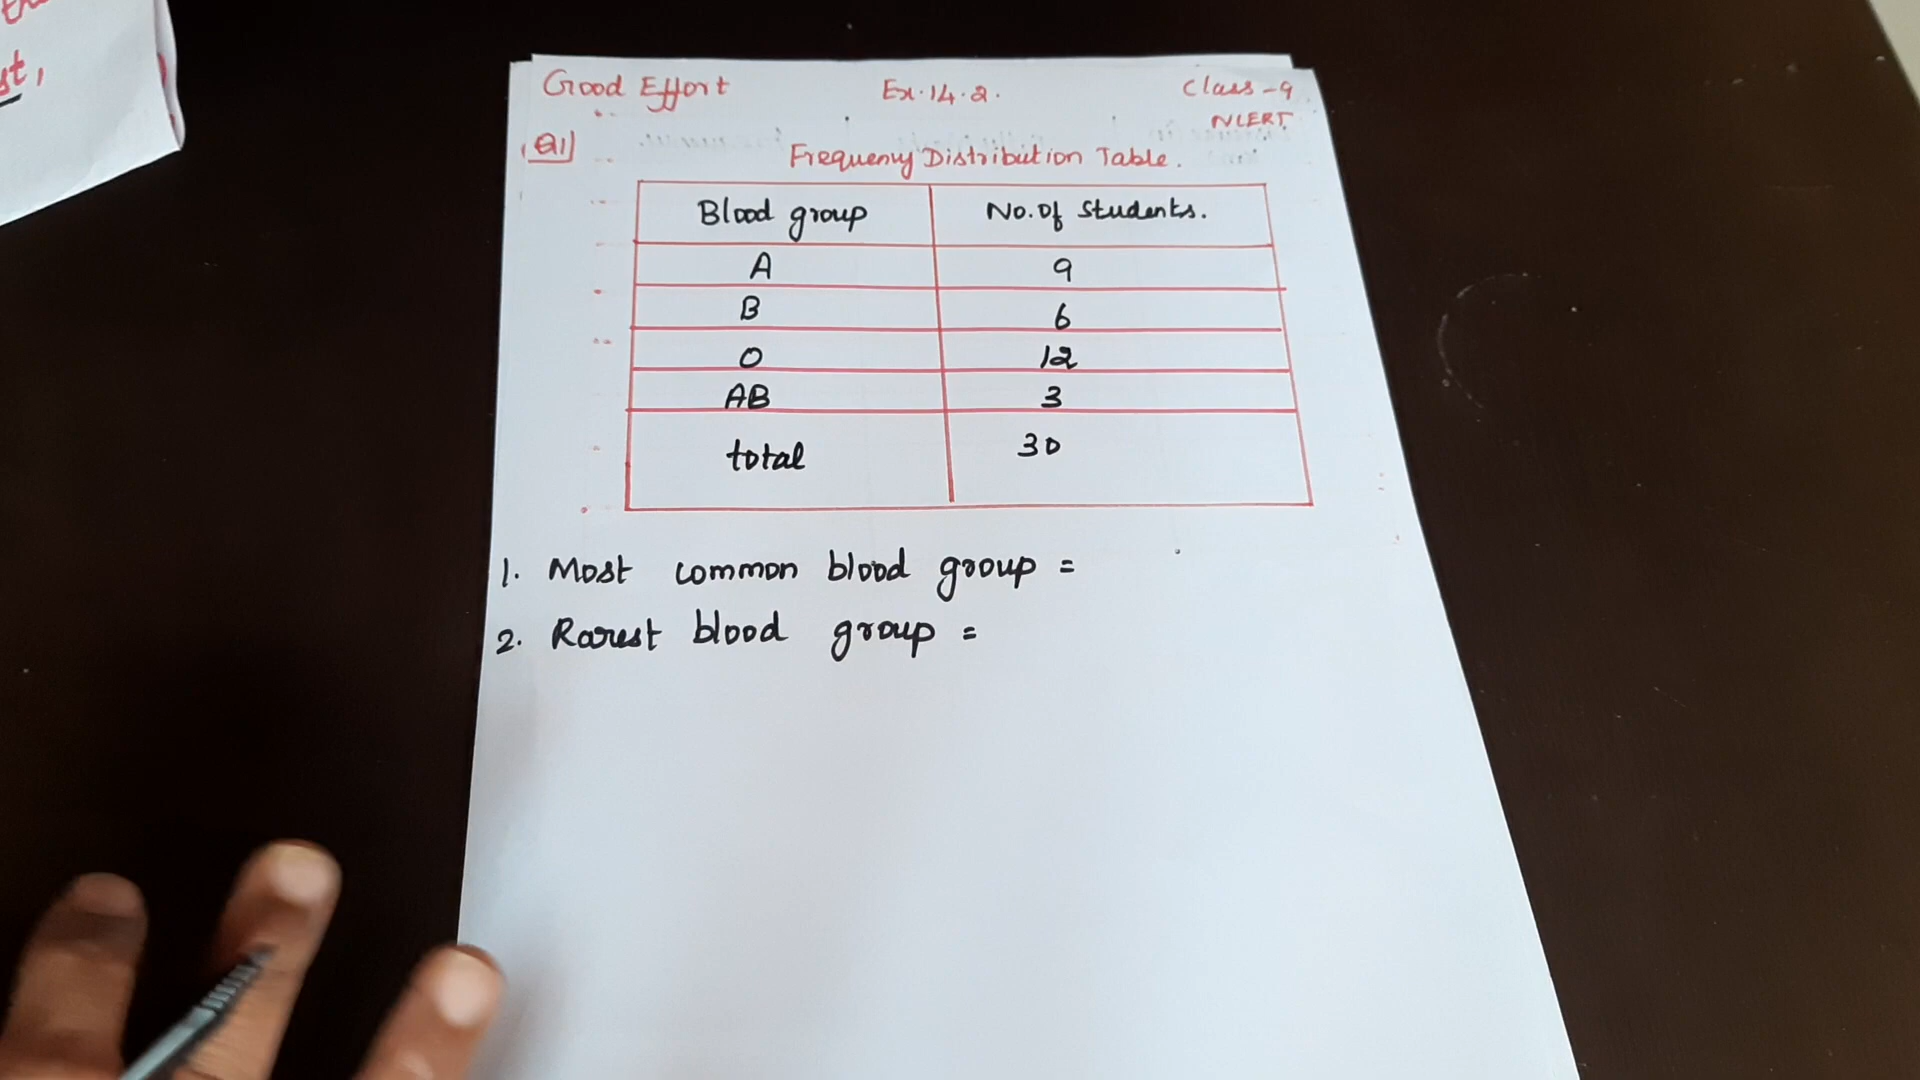 st,
Good Effort Ex.14.2. Class-9
NCERT
Q1
Frequency Distribution Table.
Blood group No. Of Students.
A 9
B 6
O 12
AB 3
total 30
1. Most common blood group =
2. Rarest blood group =